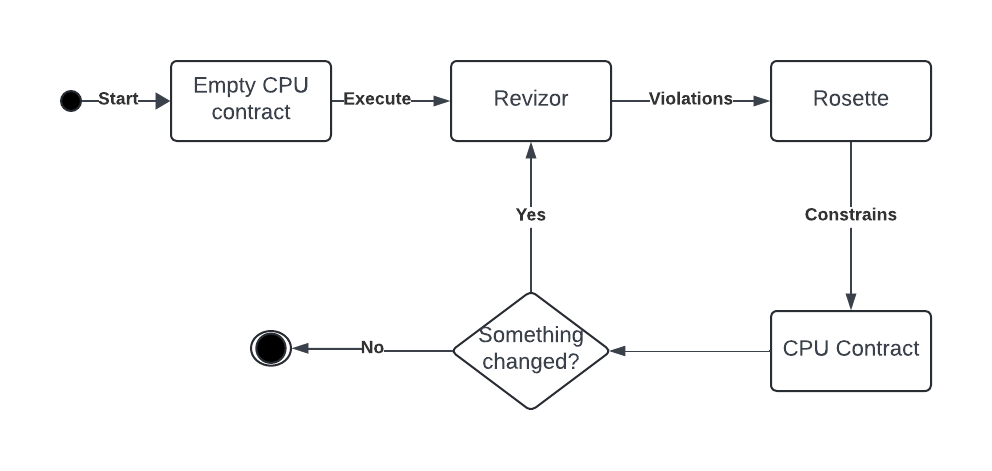 Start
Empty CPU
contract
Execute
Revizor
Violations
Rosette
Yes
Constrains
No
Something
changed?
CPU Contract